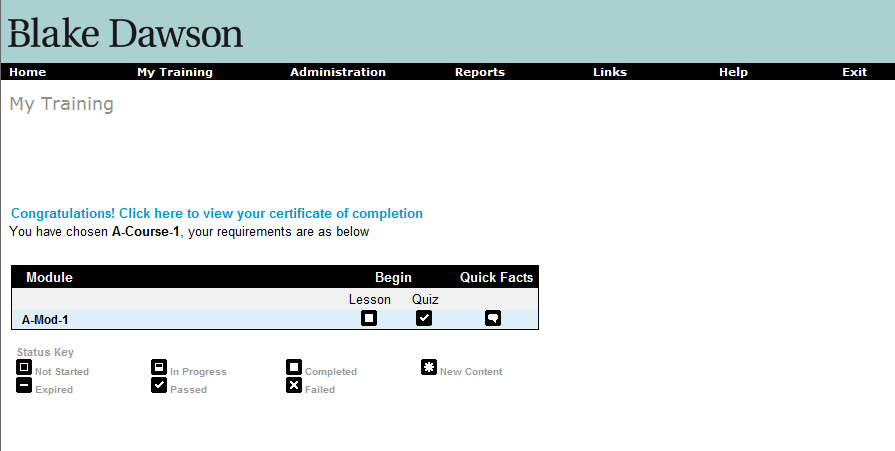 Blake Dawson
Home My Training Administration Reports Links Help Exit
My Training
Congratulations! Click here to view your certificate of completion
You have chosen A-Course-1, your requirements are as below
Module Begin Quick Facts
Lesson Quiz
A-Mod-1
Status Key
Not Started In Progress Completed New Content
Expired Passed Failed